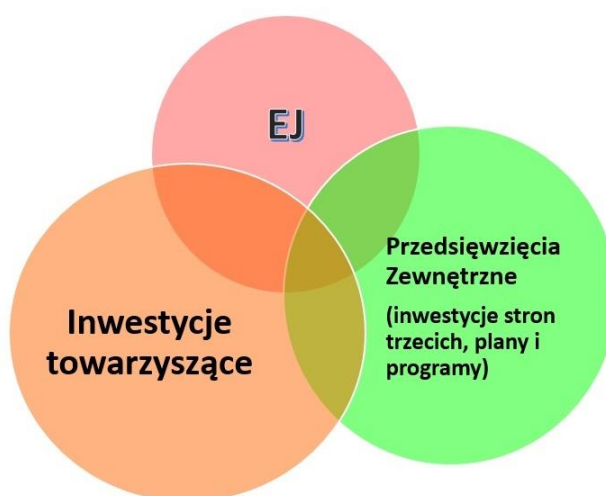 EJ
Przedsięwzięcia
Zewnętrzne
(inwestycje stron
trzecich, plany i
programy)
Inwestycje
towarzyszące